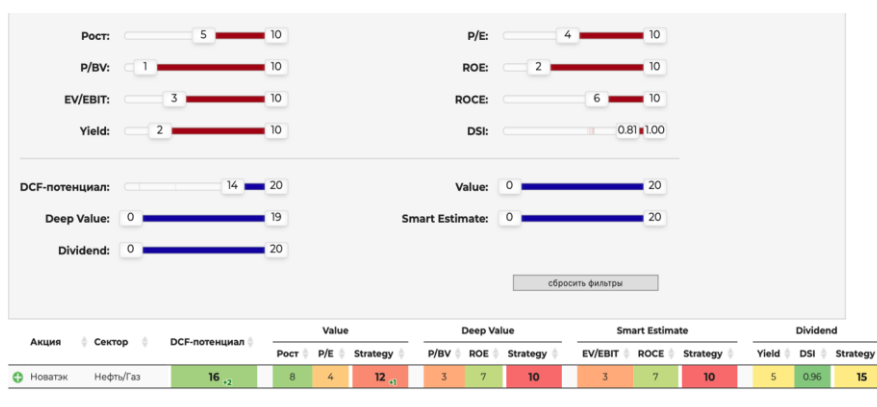 Рост: 5 10 P/E: 4 10
P/BV: 1 10 ROE: 2 10
EV/EBIT: 3 10 ROCE: 6 10
Yield: 2 10 DSI: 0.81 1.00
DCF-потенциал: 14 20 Value: 0 20
Deep Value: 0 19 Smart Estimate: 0 20
Dividend: 0 20
сбросить фильтры
Value Deep Value Smart Estimate Dividend
Акция Сектор DCF-потенциал
Рост P/E Strategy P/BV ROE Strategy EV/EBIT ROCE Strategy Yield DSI Strategy
Новатэк Нефть/Газ 16 +2 8 4 12 +1 3 7 10 3 7 10 5 0.96 15